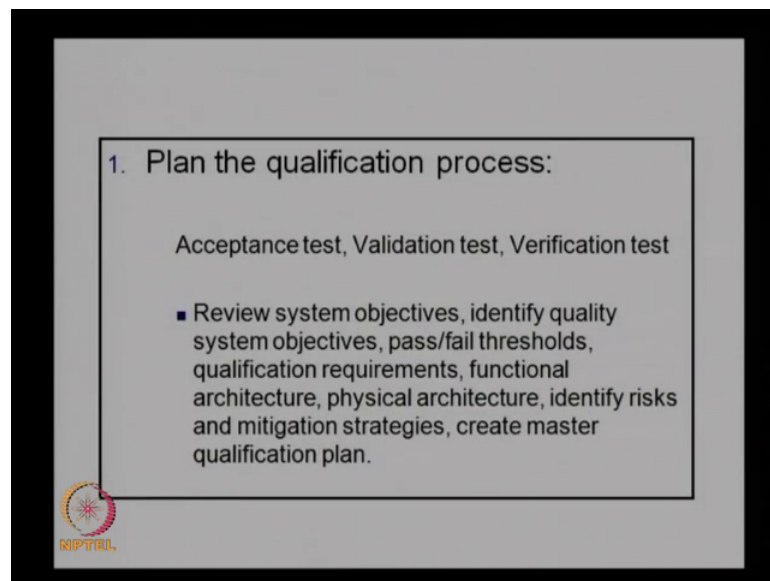 1. Plan the qualification process:
Acceptance test, Validation test, Verification test
▪ Review system objectives, identify quality
system objectives, pass/fail thresholds,
qualification requirements, functional
architecture, physical architecture, identify risks
and mitigation strategies, create master
qualification plan.
NPTEL